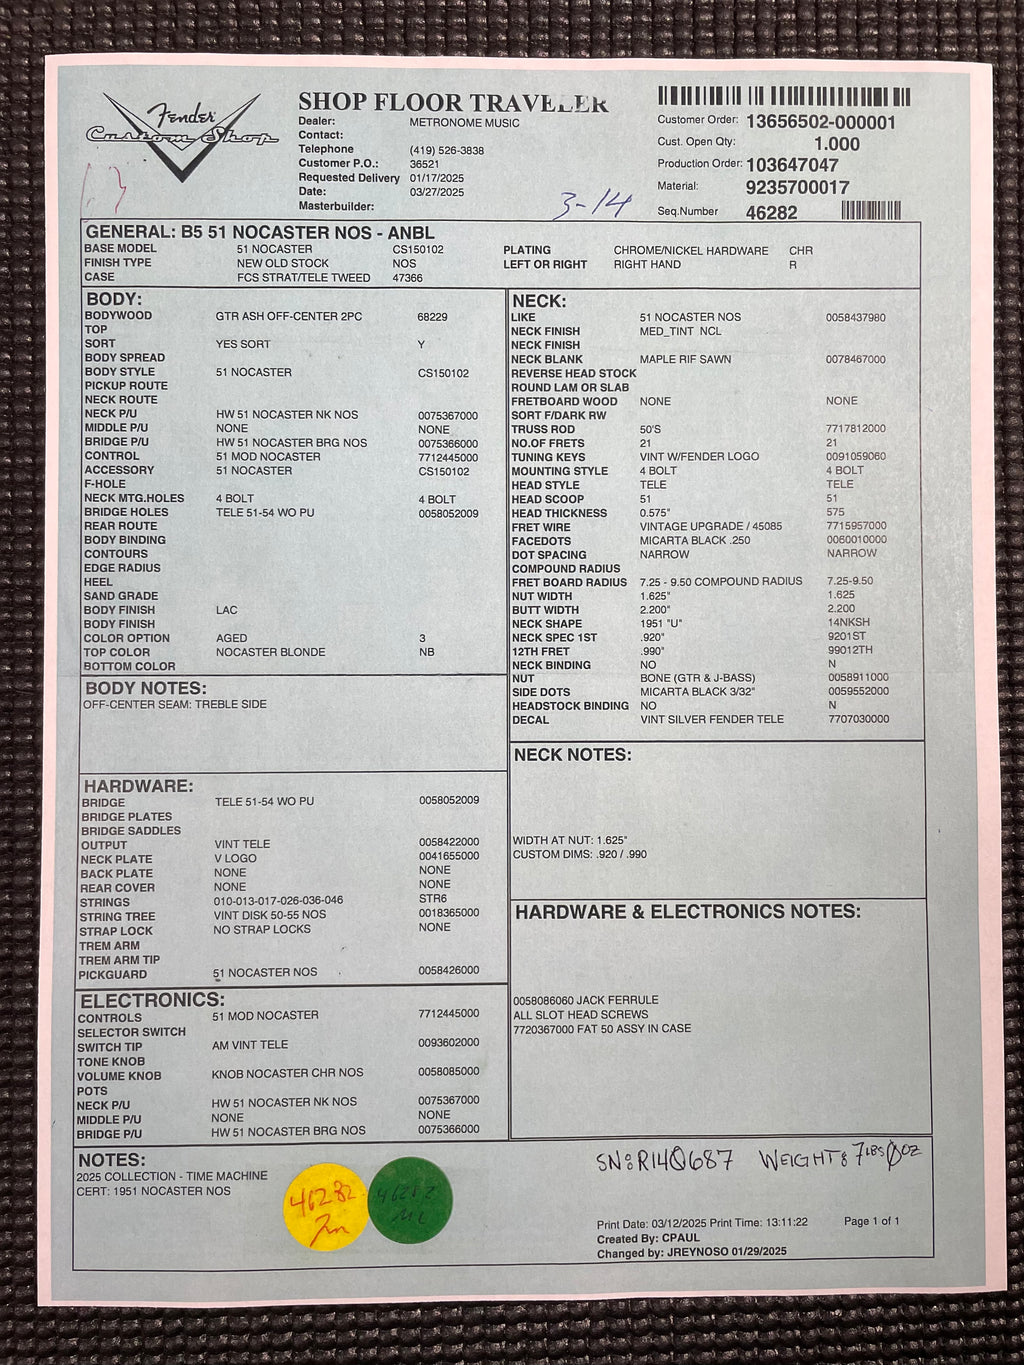 Fender
Custom Shop
SHOP FLOOR TRAVELER
Dealer: METRONOME MUSIC
Contact:
Telephone (419) 526-3838
Customer P.O.: 36521
Requested Delivery 01/17/2025
Date: 03/27/2025
Masterbuilder:
3-14
Customer Order: 13656502-000001
Cust. Open Qty: 1.000
Production Order: 103647047
Material: 9235700017
Seq.Number 46282
GENERAL: B5 51 NOCASTER NOS - ANBL
BASE MODEL 51 NOCASTER CS150102 PLATING CHROME/NICKEL HARDWARE CHR
FINISH TYPE NEW OLD STOCK NOS LEFT OR RIGHT RIGHT HAND R
CASE FCS STRAT/TELE TWEED 47366
BODY:
BODYWOOD GTR ASH OFF-CENTER 2PC 68229
TOP
SORT YES SORT Y
BODY SPREAD
BODY STYLE 51 NOCASTER CS150102
PICKUP ROUTE
NECK ROUTE
NECK P/U HW 51 NOCASTER NK NOS 0075367000
MIDDLE P/U NONE NONE
BRIDGE P/U HW 51 NOCASTER BRG NOS 0075366000
CONTROL 51 MOD NOCASTER 7712445000
ACCESSORY 51 NOCASTER CS150102
F-HOLE
NECK MTG.HOLES 4 BOLT 4 BOLT
BRIDGE HOLES TELE 51-54 WO PU 0058052009
REAR ROUTE
BODY BINDING
CONTOURS
EDGE RADIUS
HEEL
SAND GRADE
BODY FINISH LAC
BODY FINISH
COLOR OPTION AGED 3
TOP COLOR NOCASTER BLONDE NB
BOTTOM COLOR
BODY NOTES:
OFF-CENTER SEAM: TREBLE SIDE
HARDWARE:
BRIDGE TELE 51-54 WO PU 0058052009
BRIDGE PLATES
BRIDGE SADDLES
OUTPUT VINT TELE 0058422000
NECK PLATE V LOGO 0041655000
BACK PLATE NONE NONE
REAR COVER NONE NONE
STRINGS 010-013-017-026-036-046 STR6
STRING TREE VINT DISK 50-55 NOS 0018365000
STRAP LOCK NO STRAP LOCKS NONE
TREM ARM
TREM ARM TIP
PICKGUARD 51 NOCASTER NOS 0058426000
ELECTRONICS:
CONTROLS 51 MOD NOCASTER 7712445000
SELECTOR SWITCH
SWITCH TIP AM VINT TELE 0093602000
TONE KNOB
VOLUME KNOB KNOB NOCASTER CHR NOS 0058085000
POTS
NECK P/U HW 51 NOCASTER NK NOS 0075367000
MIDDLE P/U NONE NONE
BRIDGE P/U HW 51 NOCASTER BRG NOS 0075366000
NECK:
LIKE 51 NOCASTER NOS 0058437980
NECK FINISH MED_TINT NCL
NECK FINISH
NECK BLANK MAPLE RIF SAWN 0078467000
REVERSE HEAD STOCK
ROUND LAM OR SLAB
FRETBOARD WOOD NONE NONE
SORT F/DARK RW
TRUSS ROD 50'S 7717812000
NO.OF FRETS 21 21
TUNING KEYS VINT W/FENDER LOGO 0091059060
MOUNTING STYLE 4 BOLT 4 BOLT
HEAD STYLE TELE TELE
HEAD SCOOP 51 51
HEAD THICKNESS 0.575" 575
FRET WIRE VINTAGE UPGRADE / 45085 7715957000
FACEDOTS MICARTA BLACK .250 0060010000
DOT SPACING NARROW NARROW
COMPOUND RADIUS
FRET BOARD RADIUS 7.25 - 9.50 COMPOUND RADIUS 7.25-9.50
NUT WIDTH 1.625" 1.625
BUTT WIDTH 2.200" 2.200
NECK SHAPE 1951 "U" 14NKSH
NECK SPEC 1ST .920" 9201ST
12TH FRET .990" 99012TH
NECK BINDING NO N
NUT BONE (GTR & J-BASS) 0058911000
SIDE DOTS MICARTA BLACK 3/32" 0059552000
HEADSTOCK BINDING NO N
DECAL VINT SILVER FENDER TELE 7707030000
NECK NOTES:
WIDTH AT NUT: 1.625"
CUSTOM DIMS: .920 / .990
HARDWARE & ELECTRONICS NOTES:
0058086060 JACK FERRULE
ALL SLOT HEAD SCREWS
7720367000 FAT 50 ASSY IN CASE
NOTES:
2025 COLLECTION - TIME MACHINE
CERT: 1951 NOCASTER NOS
46282
46282
SN: R140687 WEIGHT: 7 LBS 0 OZ
Print Date: 03/12/2025 Print Time: 13:11:22 Page 1 of 1
Created By: CPAUL
Changed by: JREYNOSO 01/29/2025